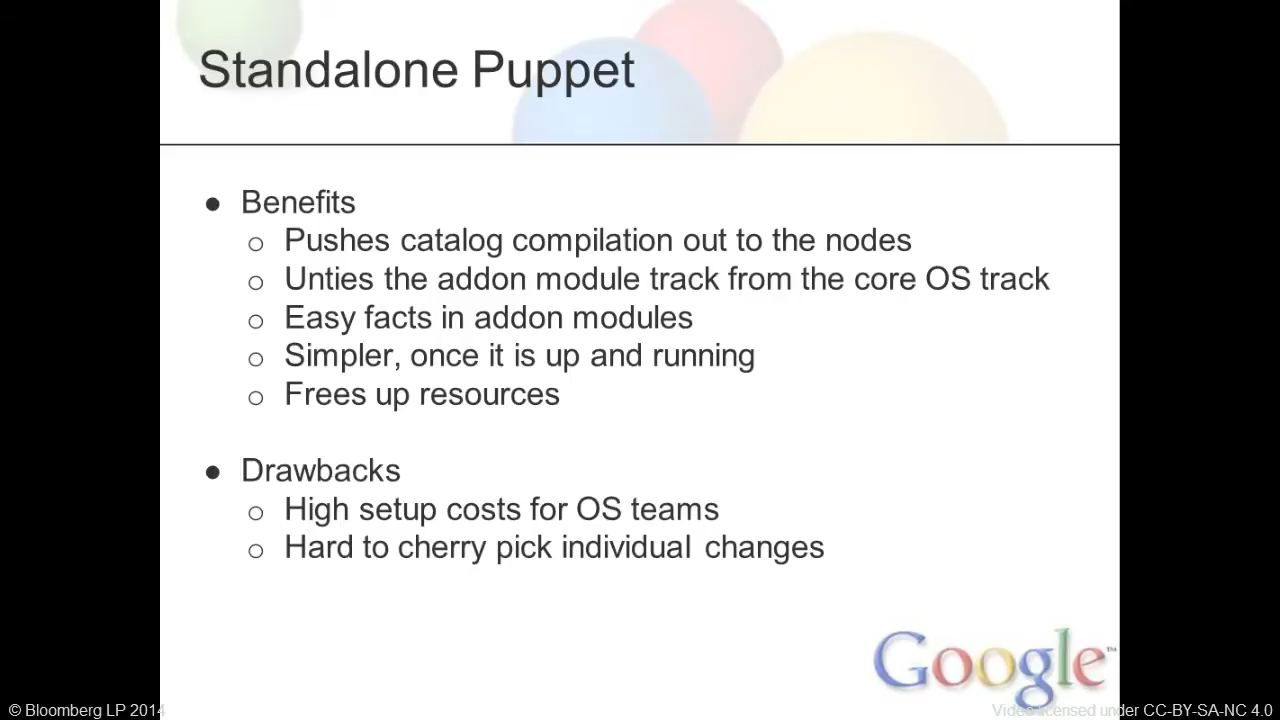 Standalone Puppet
● Benefits
o Pushes catalog compilation out to the nodes
o Unties the addon module track from the core OS track
o Easy facts in addon modules
o Simpler, once it is up and running
o Frees up resources
● Drawbacks
o High setup costs for OS teams
o Hard to cherry pick individual changes
Google™
© Bloomberg LP 2014
Video licensed under CC-BY-SA-NC 4.0